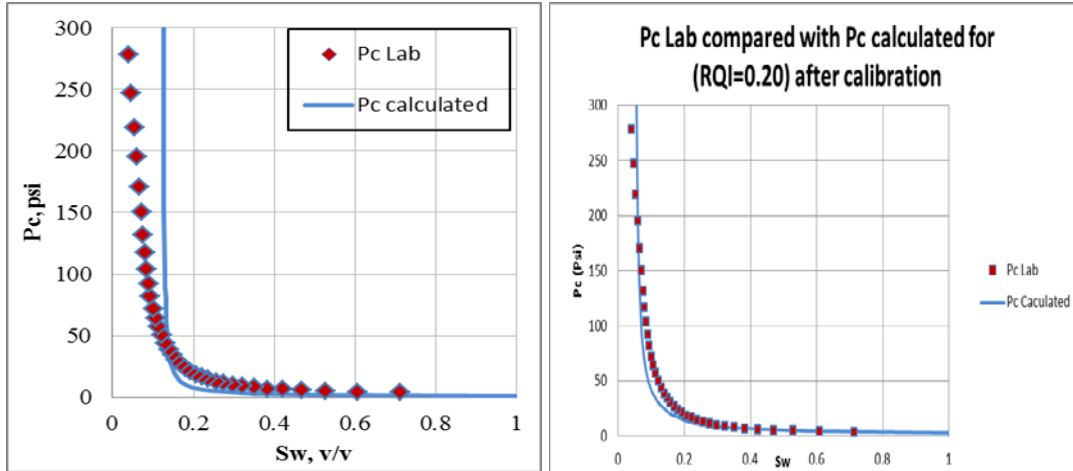 300
250
200
150
100
50
0
Pc, psi
Pc Lab
Pc calculated
0 0.2 0.4 0.6 0.8 1
Sw, v/v
Pc Lab compared with Pc calculated for
(RQI=0.20) after calibration
300
250
200
150
100
50
0
Pc (Psi)
Pc Lab
Pc Caculated
0 0.2 0.4 0.6 0.8 1
Sw